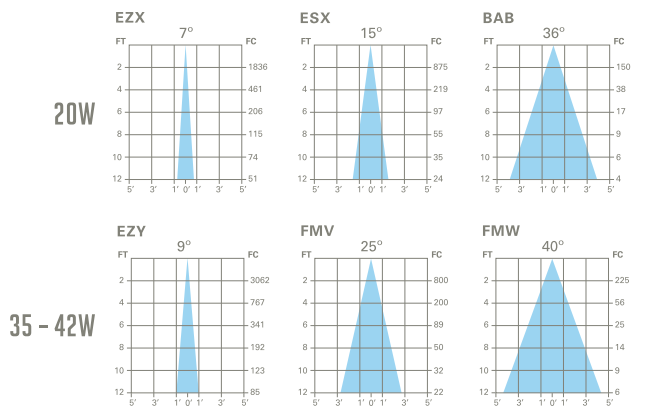 EZX
7°
FT FC
2 1836
4 461
6 206
8 115
10 74
12 51
5' 3' 1' 0' 1' 3' 5'
ESX
15°
FT FC
2 875
4 219
6 97
8 55
10 35
12 24
5' 3' 1' 0' 1' 3' 5'
BAB
36°
FT FC
2 150
4 38
6 17
8 9
10 6
12 4
5' 3' 1' 0' 1' 3' 5'
20W
EZY
9°
FT FC
2 3062
4 767
6 341
8 192
10 123
12 85
5' 3' 1' 0' 1' 3' 5'
FMV
25°
FT FC
2 800
4 200
6 89
8 50
10 32
12 22
5' 3' 1' 0' 1' 3' 5'
FMW
40°
FT FC
2 225
4 56
6 25
8 14
10 9
12 6
5' 3' 1' 0' 1' 3' 5'
35 – 42W